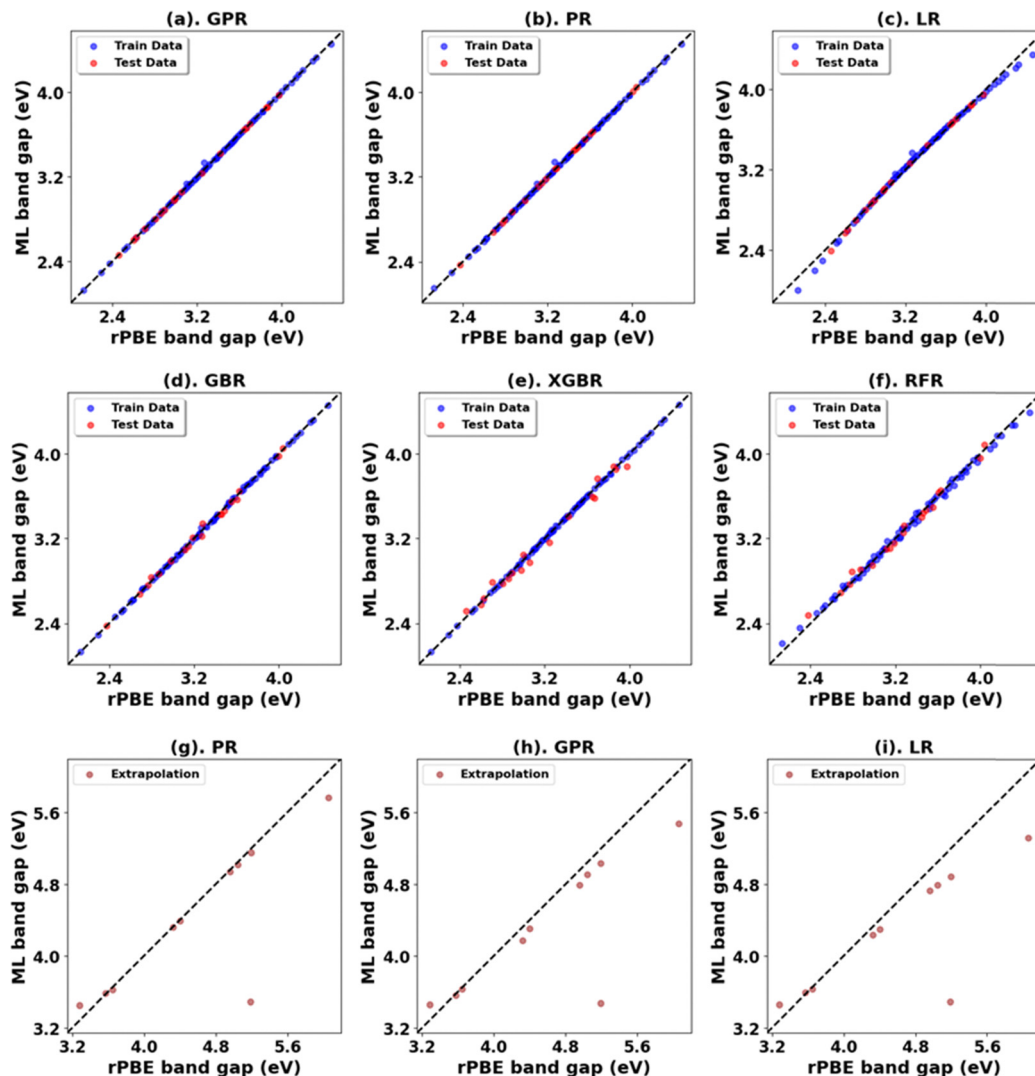 (a). GPR
Train Data
Test Data
ML band gap (eV)
4.0
3.2
2.4
2.4 3.2 4.0
rPBE band gap (eV)
(b). PR
Train Data
Test Data
ML band gap (eV)
4.0
3.2
2.4
2.4 3.2 4.0
rPBE band gap (eV)
(c). LR
Train Data
Test Data
ML band gap (eV)
4.0
3.2
2.4
2.4 3.2 4.0
rPBE band gap (eV)
(d). GBR
Train Data
Test Data
ML band gap (eV)
4.0
3.2
2.4
2.4 3.2 4.0
rPBE band gap (eV)
(e). XGBR
Train Data
Test Data
ML band gap (eV)
4.0
3.2
2.4
2.4 3.2 4.0
rPBE band gap (eV)
(f). RFR
Train Data
Test Data
ML band gap (eV)
4.0
3.2
2.4
2.4 3.2 4.0
rPBE band gap (eV)
(g). PR
Extrapolation
ML band gap (eV)
5.6
4.8
4.0
3.2
3.2 4.0 4.8 5.6
rPBE band gap (eV)
(h). GPR
Extrapolation
ML band gap (eV)
5.6
4.8
4.0
3.2
3.2 4.0 4.8 5.6
rPBE band gap (eV)
(i). LR
Extrapolation
ML band gap (eV)
5.6
4.8
4.0
3.2
3.2 4.0 4.8 5.6
rPBE band gap (eV)